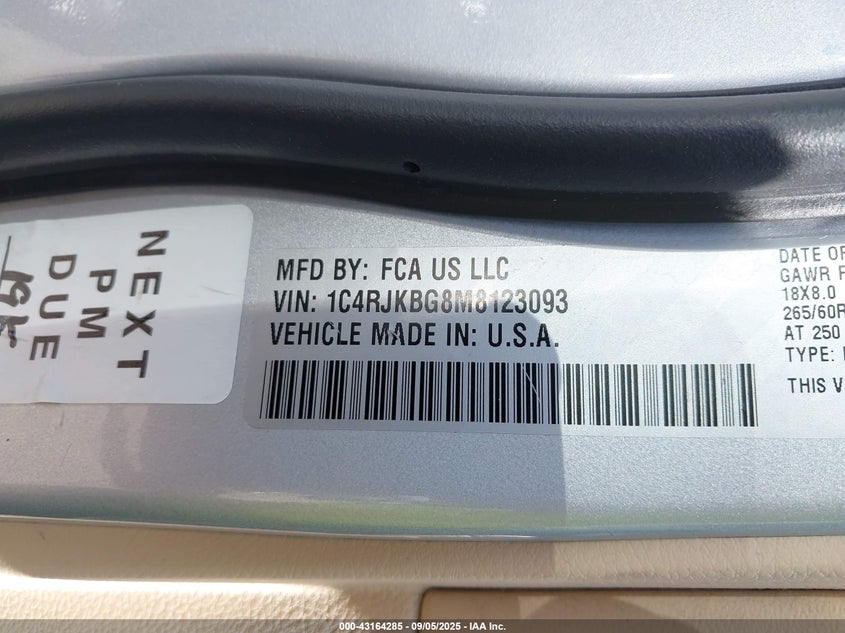 NEXT
PM
DUE
MFD BY: FCA US LLC
VIN: 1C4RJKBG8M8123093
VEHICLE MADE IN: U.S.A.
DATE OF
GAWR F
18X8.0
265/60R
AT 250
TYPE:
THIS V
000-43164285 - 09/05/2025 - IAA Inc.